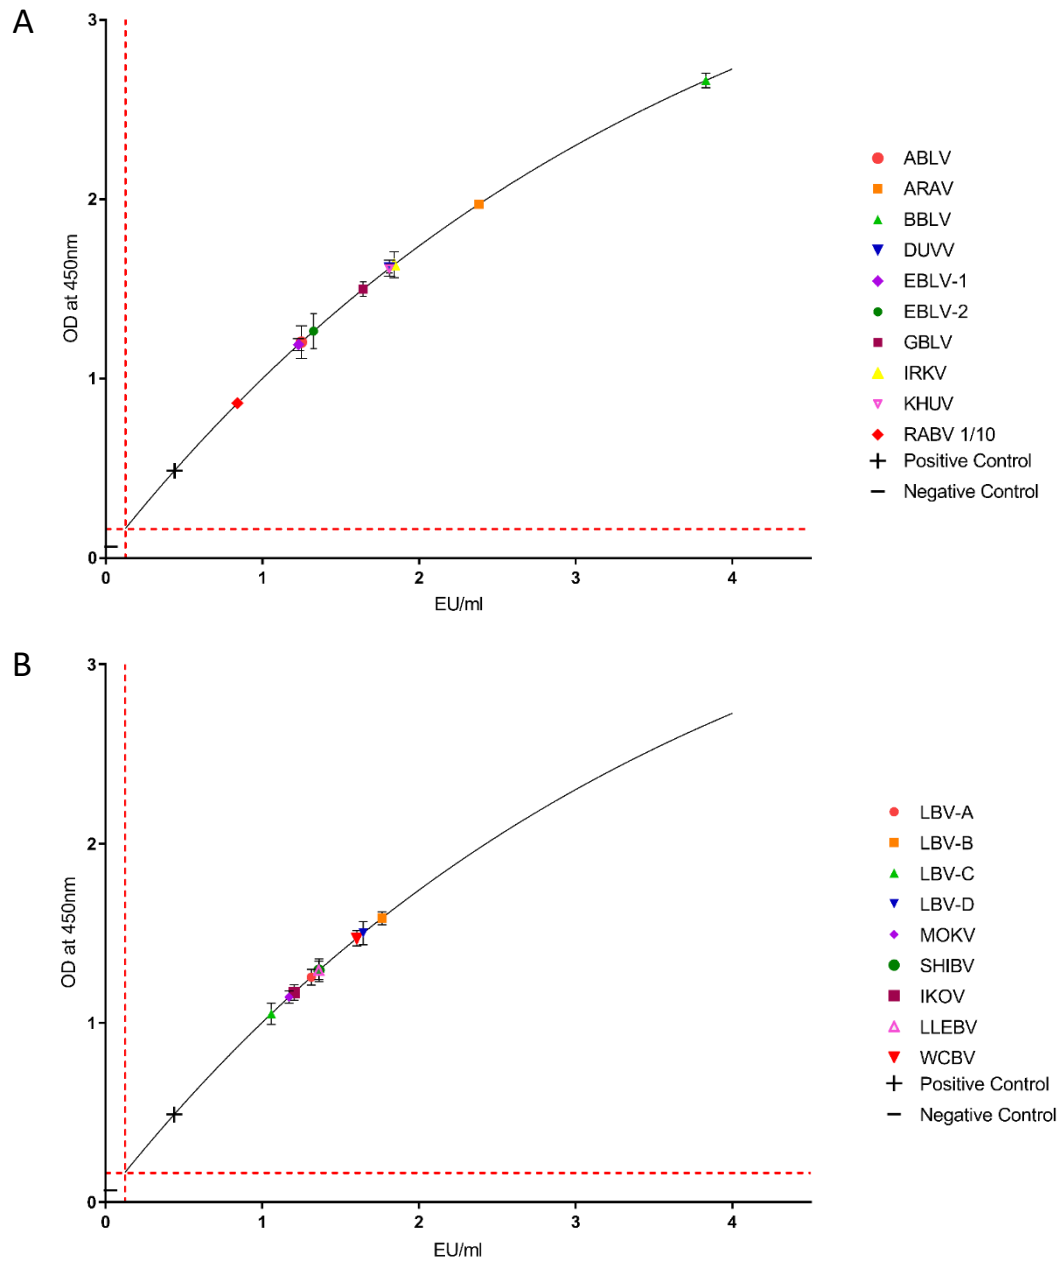 A
3
2
1
0
OD at 450nm
0 1 2 3 4
EU/ml
ABLV
ARAV
BBLV
DUVV
EBLV-1
EBLV-2
GBLV
IRKV
KHUV
RABV 1/10
Positive Control
Negative Control
B
3
2
1
0
OD at 450nm
0 1 2 3 4
EU/ml
LBV-A
LBV-B
LBV-C
LBV-D
MOKV
SHIBV
IKOV
LLEBV
WCBV
Positive Control
Negative Control